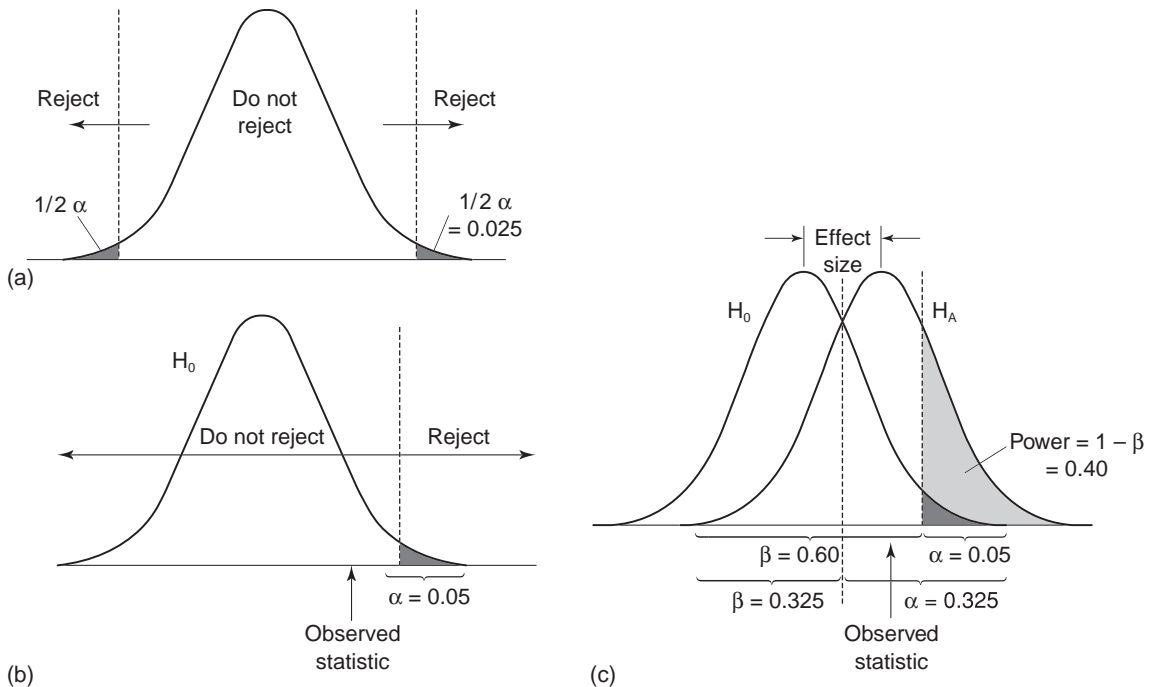 Reject
Do not
reject
Reject
1/2 α
1/2 α
= 0.025
(a)
H₀
Do not reject
Reject
α = 0.05
Observed
statistic
(b)
Effect
size
H₀
H_A
Power = 1 – β
= 0.40
β = 0.60
α = 0.05
β = 0.325
α = 0.325
Observed
statistic
(c)